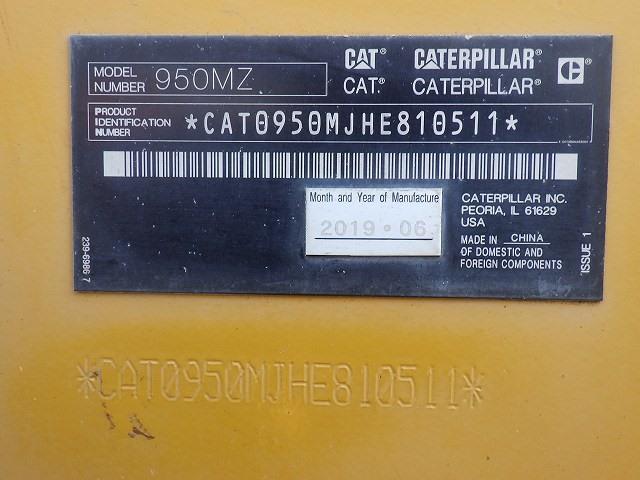 MODEL NUMBER 950MZ
CAT® CATERPILLAR® C®
CAT® CATERPILLAR®
PRODUCT IDENTIFICATION NUMBER *CAT0950MJHE810511*
Month and Year of Manufacture
2019・06
CATERPILLAR INC.
PEORIA, IL 61629
USA
MADE IN CHINA
OF DOMESTIC AND
FOREIGN COMPONENTS
239-6986 7
ISSUE 1
*CAT0950MJHE810511*